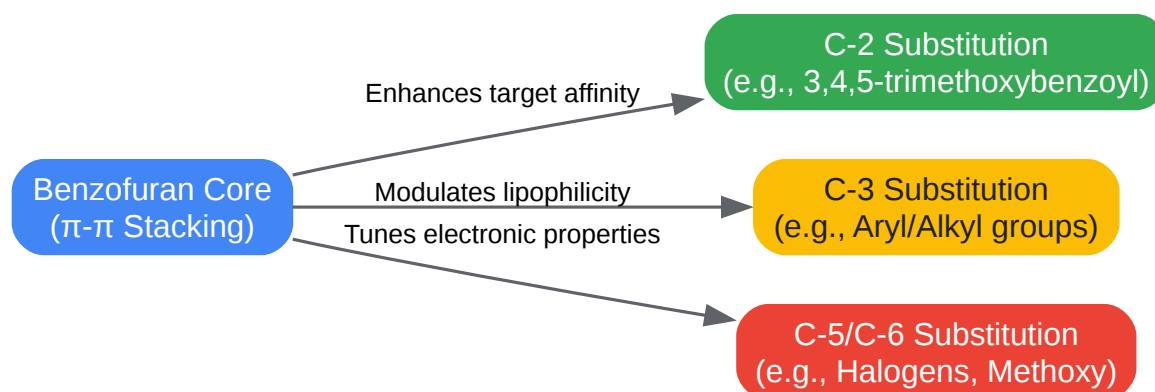 C-2 Substitution
(e.g., 3,4,5-trimethoxybenzoyl)
Enhances target affinity
Benzofuran Core
(π-π Stacking)
Modulates lipophilicity
C-3 Substitution
(e.g., Aryl/Alkyl groups)
Tunes electronic properties
C-5/C-6 Substitution
(e.g., Halogens, Methoxy)